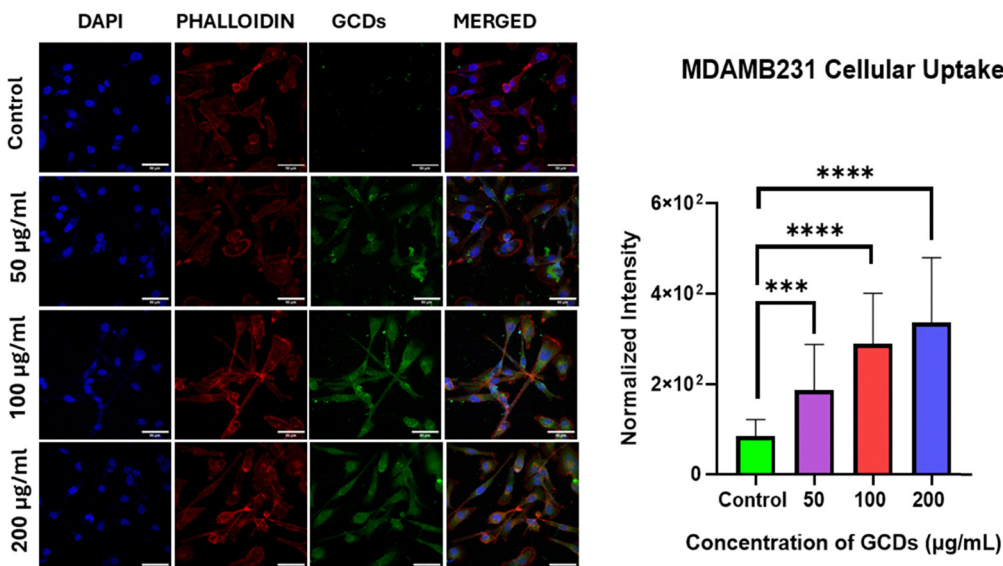 DAPI PHALLOIDIN GCDs MERGED
Control
50 µg/ml
100 µg/ml
200 µg/ml
MDAMB231 Cellular Uptake
****
****
***
6×10²
4×10²
2×10²
0
Normalized Intensity
Control 50 100 200
Concentration of GCDs (µg/mL)